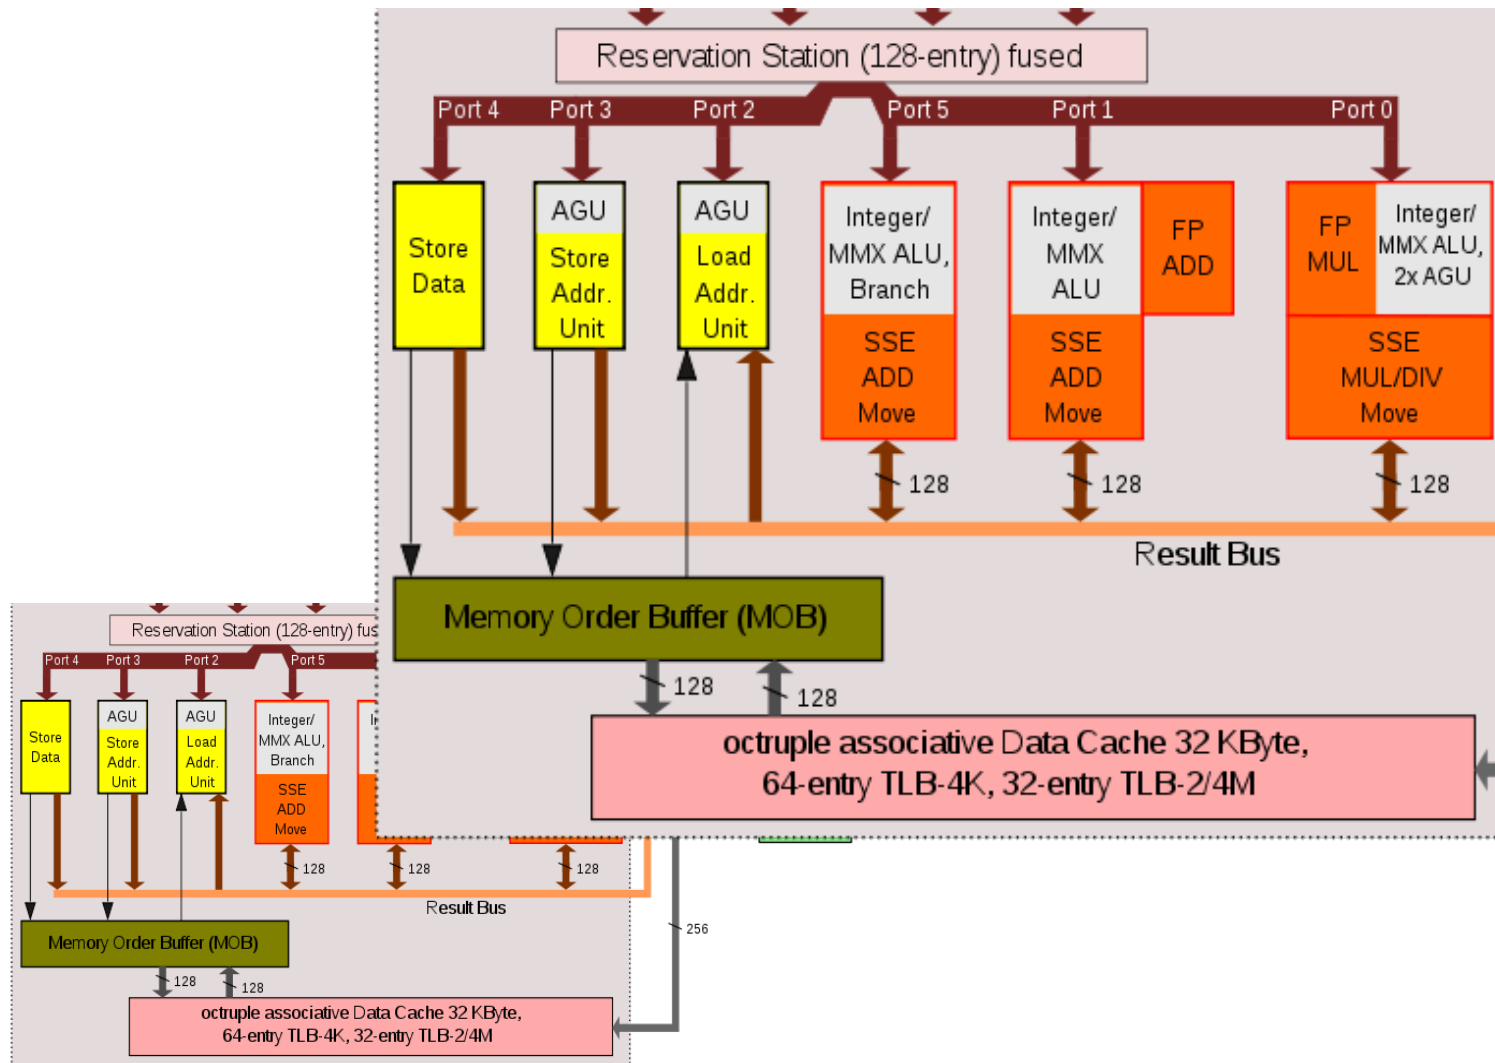 Reservation Station (128-entry) fused
Port 4 Port 3 Port 2 Port 5 Port 1 Port 0
Store
Data
AGU
Store
Addr.
Unit
AGU
Load
Addr.
Unit
Integer/
MMX ALU,
Branch
SSE
ADD
Move
Integer/
MMX
ALU
SSE
ADD
Move
FP
ADD
FP
MUL
Integer/
MMX ALU,
2x AGU
SSE
MUL/DIV
Move
128
128
128
Result Bus
Memory Order Buffer (MOB)
128
128
octruple associative Data Cache 32 KByte,
64-entry TLB-4K, 32-entry TLB-2/4M
Reservation Station (128-entry) fus
Port 4 Port 3 Port 2 Port 5
Store
Data
AGU
Store
Addr.
Unit
AGU
Load
Addr.
Unit
Integer/
MMX ALU,
Branch
SSE
ADD
Move
128
128
128
Result Bus
256
Memory Order Buffer (MOB)
128
128
octruple associative Data Cache 32 KByte,
64-entry TLB-4K, 32-entry TLB-2/4M